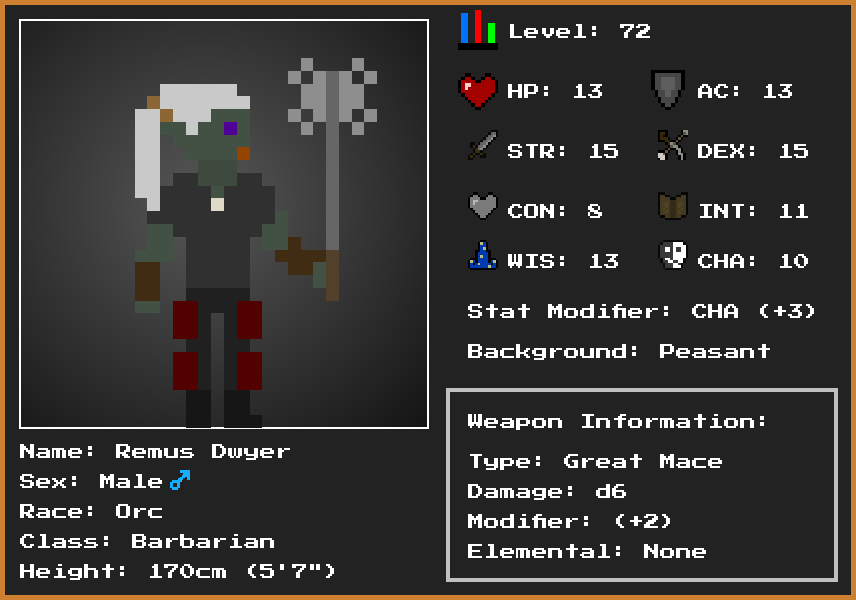 Level: 72
HP: 13
AC: 13
STR: 15
DEX: 15
CON: 8
INT: 11
WIS: 13
CHA: 10
Stat Modifier: CHA (+3)
Background: Peasant
Weapon Information:
Type: Great Mace
Damage: d6
Modifier: (+2)
Elemental: None
Name: Remus Dwyer
Sex: Male♂
Race: Orc
Class: Barbarian
Height: 170cm (5'7")